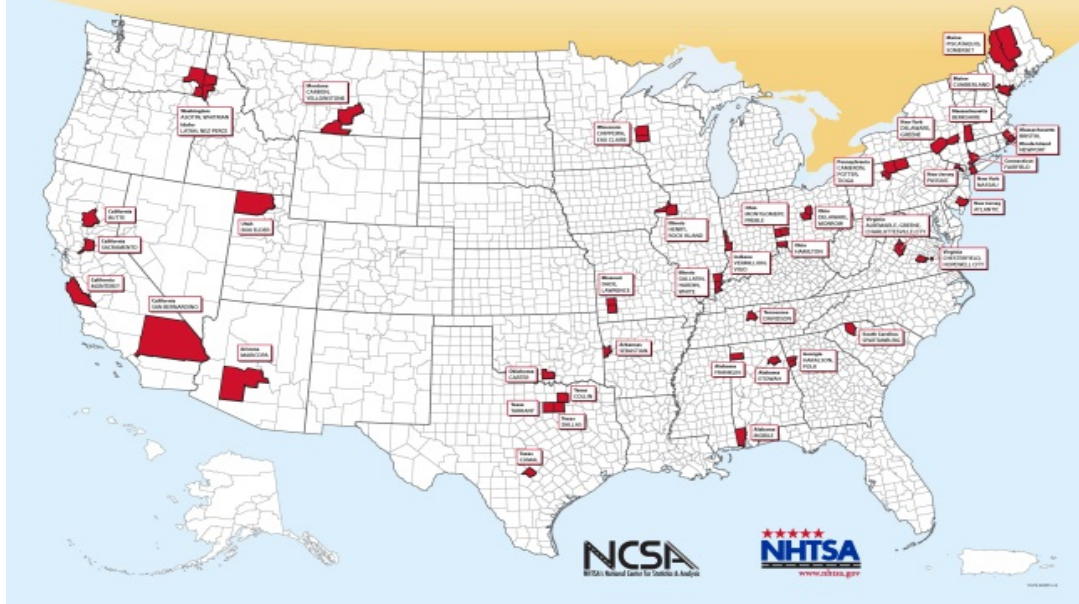 Maine
PISCATAQUIS,
SOMERSET
Maine
CUMBERLAND
Massachusetts
BERKSHIRE
New York
DELAWARE,
GREENE
Massachusetts
BRISTOL
Rhode Island
NEWPORT
Connecticut
FAIRFIELD
Pennsylvania
CAMERON,
POTTER,
TIOGA
New Jersey
PASSAIC
New York
NASSAU
New Jersey
ATLANTIC
Washington
ASOTIN, WHITMAN
Idaho
LATAH, NEZ PERCE
Montana
CARBON,
YELLOWSTONE
Wisconsin
CHIPPEWA,
EAU CLAIRE
California
BUTTE
California
SACRAMENTO
California
MONTEREY
California
SAN BERNARDINO
Utah
BOX ELDER
Arizona
MARICOPA
Illinois
HENRY,
ROCK ISLAND
Ohio
MONTGOMERY,
PREBLE
Ohio
DELAWARE,
MORROW
Ohio
HAMILTON
Indiana
VERMILLION,
VIGO
Illinois
GALLATIN,
HARDIN,
WHITE
Virginia
ALBEMARLE, GREENE,
CHARLOTTESVILLE CITY
Virginia
CHESTERFIELD,
HOPEWELL CITY
Missouri
DADE,
LAWRENCE
Tennessee
DAVIDSON
South Carolina
SPARTANBURG
Arkansas
SEBASTIAN
Alabama
FRANKLIN
Alabama
ETOWAH
Georgia
HARALSON,
POLK
Oklahoma
CARTER
Texas
COLLIN
Texas
TARRANT
Texas
DALLAS
Alabama
MOBILE
Texas
COMAL
NCSA
NHTSA's National Center for Statistics & Analysis
NHTSA
www.nhtsa.gov